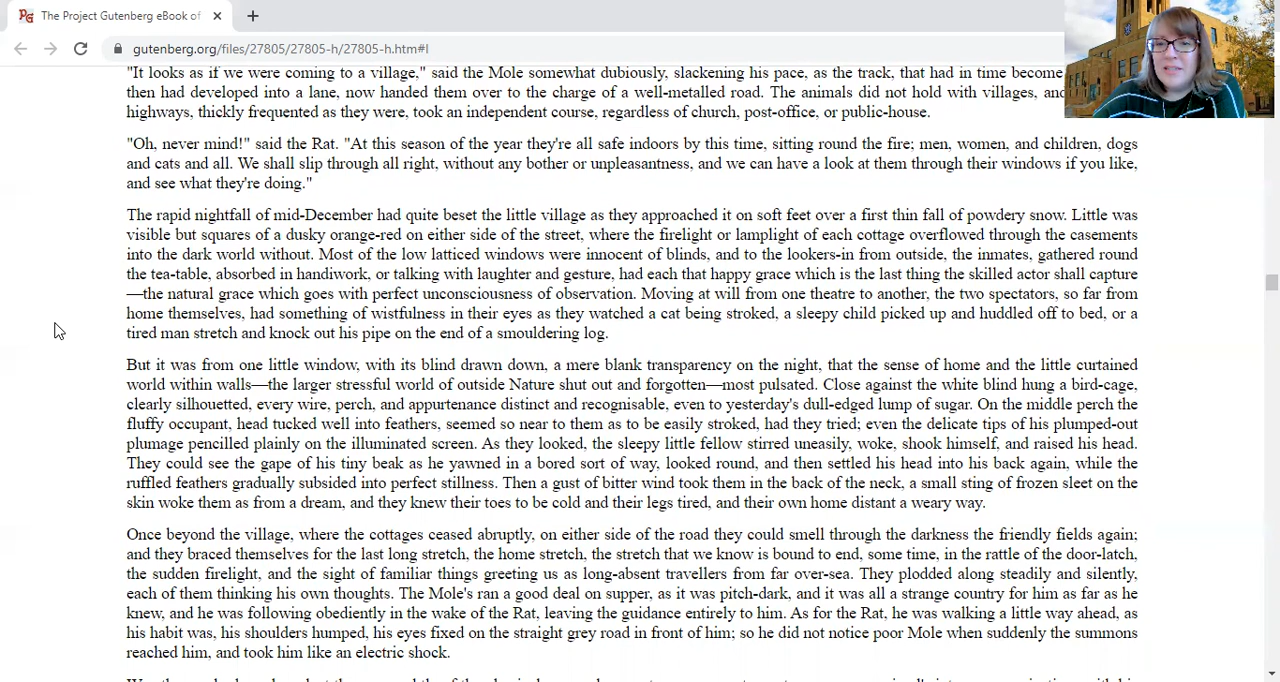 The Project Gutenberg eBook of
gutenberg.org/files/27805/27805-h/27805-h.htm#I
"It looks as if we were coming to a village," said the Mole somewhat dubiously, slackening his pace, as the track, that had in time become
then had developed into a lane, now handed them over to the charge of a well-metalled road. The animals did not hold with villages, and
highways, thickly frequented as they were, took an independent course, regardless of church, post-office, or public-house.
"Oh, never mind!" said the Rat. "At this season of the year they're all safe indoors by this time, sitting round the fire; men, women, and children, dogs
and cats and all. We shall slip through all right, without any bother or unpleasantness, and we can have a look at them through their windows if you like,
and see what they're doing."
The rapid nightfall of mid-December had quite beset the little village as they approached it on soft feet over a first thin fall of powdery snow. Little was
visible but squares of a dusky orange-red on either side of the street, where the firelight or lamplight of each cottage overflowed through the casements
into the dark world without. Most of the low latticed windows were innocent of blinds, and to the lookers-in from outside, the inmates, gathered round
the tea-table, absorbed in handiwork, or talking with laughter and gesture, had each that happy grace which is the last thing the skilled actor shall capture
—the natural grace which goes with perfect unconsciousness of observation. Moving at will from one theatre to another, the two spectators, so far from
home themselves, had something of wistfulness in their eyes as they watched a cat being stroked, a sleepy child picked up and huddled off to bed, or a
tired man stretch and knock out his pipe on the end of a smouldering log.
But it was from one little window, with its blind drawn down, a mere blank transparency on the night, that the sense of home and the little curtained
world within walls—the larger stressful world of outside Nature shut out and forgotten—most pulsated. Close against the white blind hung a bird-cage,
clearly silhouetted, every wire, perch, and appurtenance distinct and recognisable, even to yesterday's dull-edged lump of sugar. On the middle perch the
fluffy occupant, head tucked well into feathers, seemed so near to them as to be easily stroked, had they tried; even the delicate tips of his plumped-out
plumage pencilled plainly on the illuminated screen. As they looked, the sleepy little fellow stirred uneasily, woke, shook himself, and raised his head.
They could see the gape of his tiny beak as he yawned in a bored sort of way, looked round, and then settled his head into his back again, while the
ruffled feathers gradually subsided into perfect stillness. Then a gust of bitter wind took them in the back of the neck, a small sting of frozen sleet on the
skin woke them as from a dream, and they knew their toes to be cold and their legs tired, and their own home distant a weary way.
Once beyond the village, where the cottages ceased abruptly, on either side of the road they could smell through the darkness the friendly fields again;
and they braced themselves for the last long stretch, the home stretch, the stretch that we know is bound to end, some time, in the rattle of the door-latch,
the sudden firelight, and the sight of familiar things greeting us as long-absent travellers from far over-sea. They plodded along steadily and silently,
each of them thinking his own thoughts. The Mole's ran a good deal on supper, as it was pitch-dark, and it was all a strange country for him as far as he
knew, and he was following obediently in the wake of the Rat, leaving the guidance entirely to him. As for the Rat, he was walking a little way ahead, as
his habit was, his shoulders humped, his eyes fixed on the straight grey road in front of him; so he did not notice poor Mole when suddenly the summons
reached him, and took him like an electric shock.